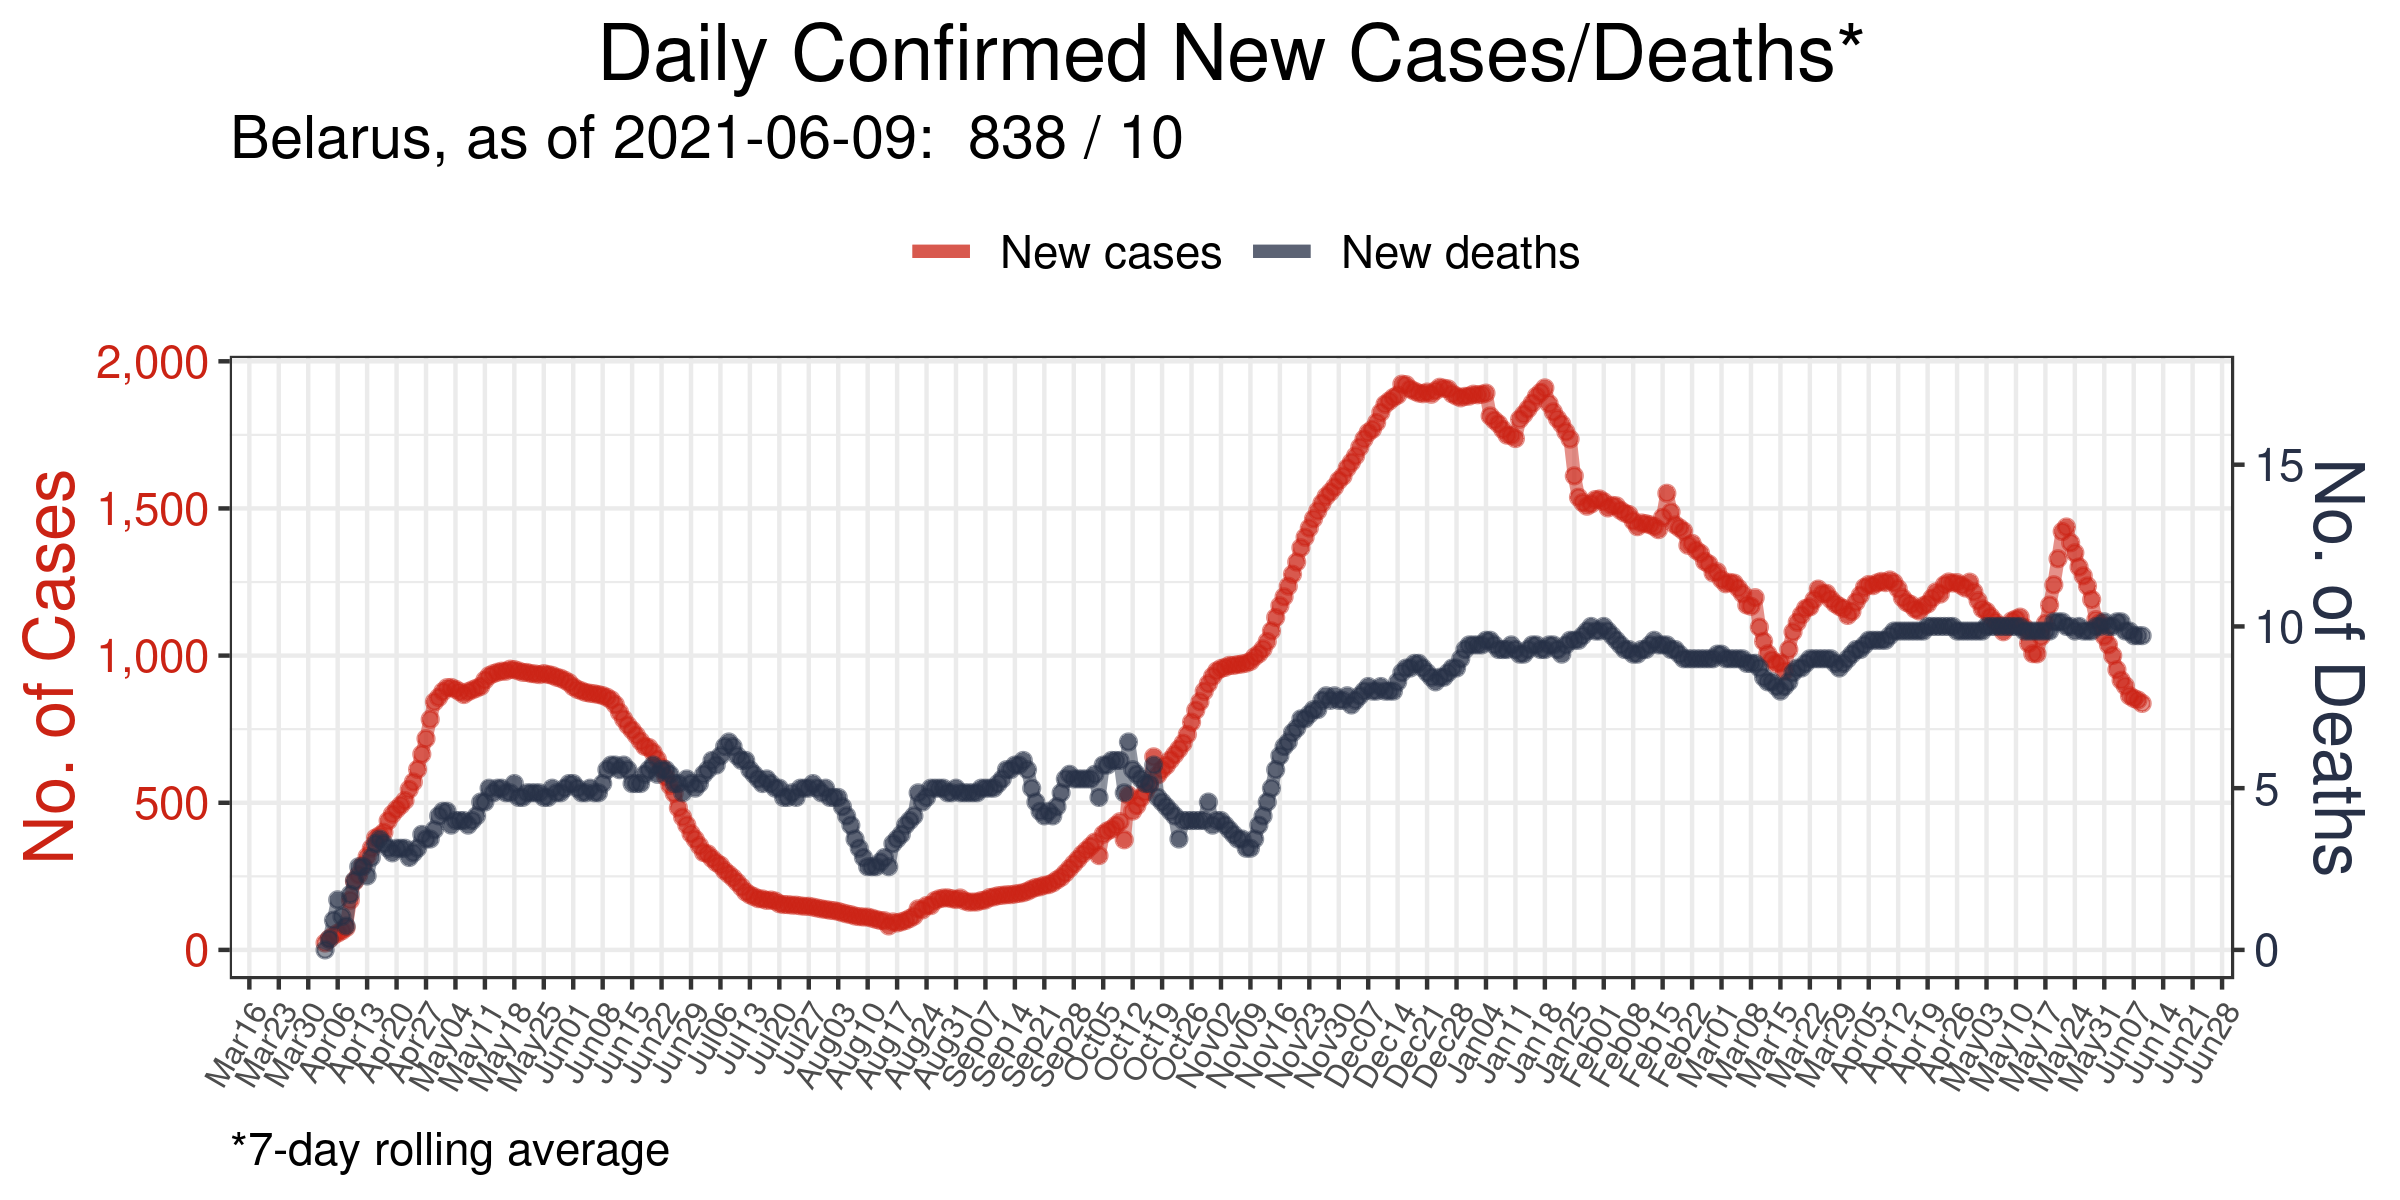 Daily Confirmed New Cases/Deaths*
Belarus, as of 2021-06-09:  838 / 10
New cases
New deaths
No. of Cases
2,000
1,500
1,000
500
0
15
10
5
0
No. of Deaths
Mar16
Mar23
Mar30
Apr06
Apr13
Apr20
Apr27
May04
May11
May18
May25
Jun01
Jun08
Jun15
Jun22
Jun29
Jul06
Jul13
Jul20
Jul27
Aug03
Aug10
Aug17
Aug24
Aug31
Sep07
Sep14
Sep21
Sep28
Oct05
Oct12
Oct19
Oct26
Nov02
Nov09
Nov16
Nov23
Nov30
Dec07
Dec14
Dec21
Dec28
Jan04
Jan11
Jan18
Jan25
Feb01
Feb08
Feb15
Feb22
Mar01
Mar08
Mar15
Mar22
Mar29
Apr05
Apr12
Apr19
Apr26
May03
May10
May17
May24
May31
Jun07
Jun14
Jun21
Jun28
*7-day rolling average